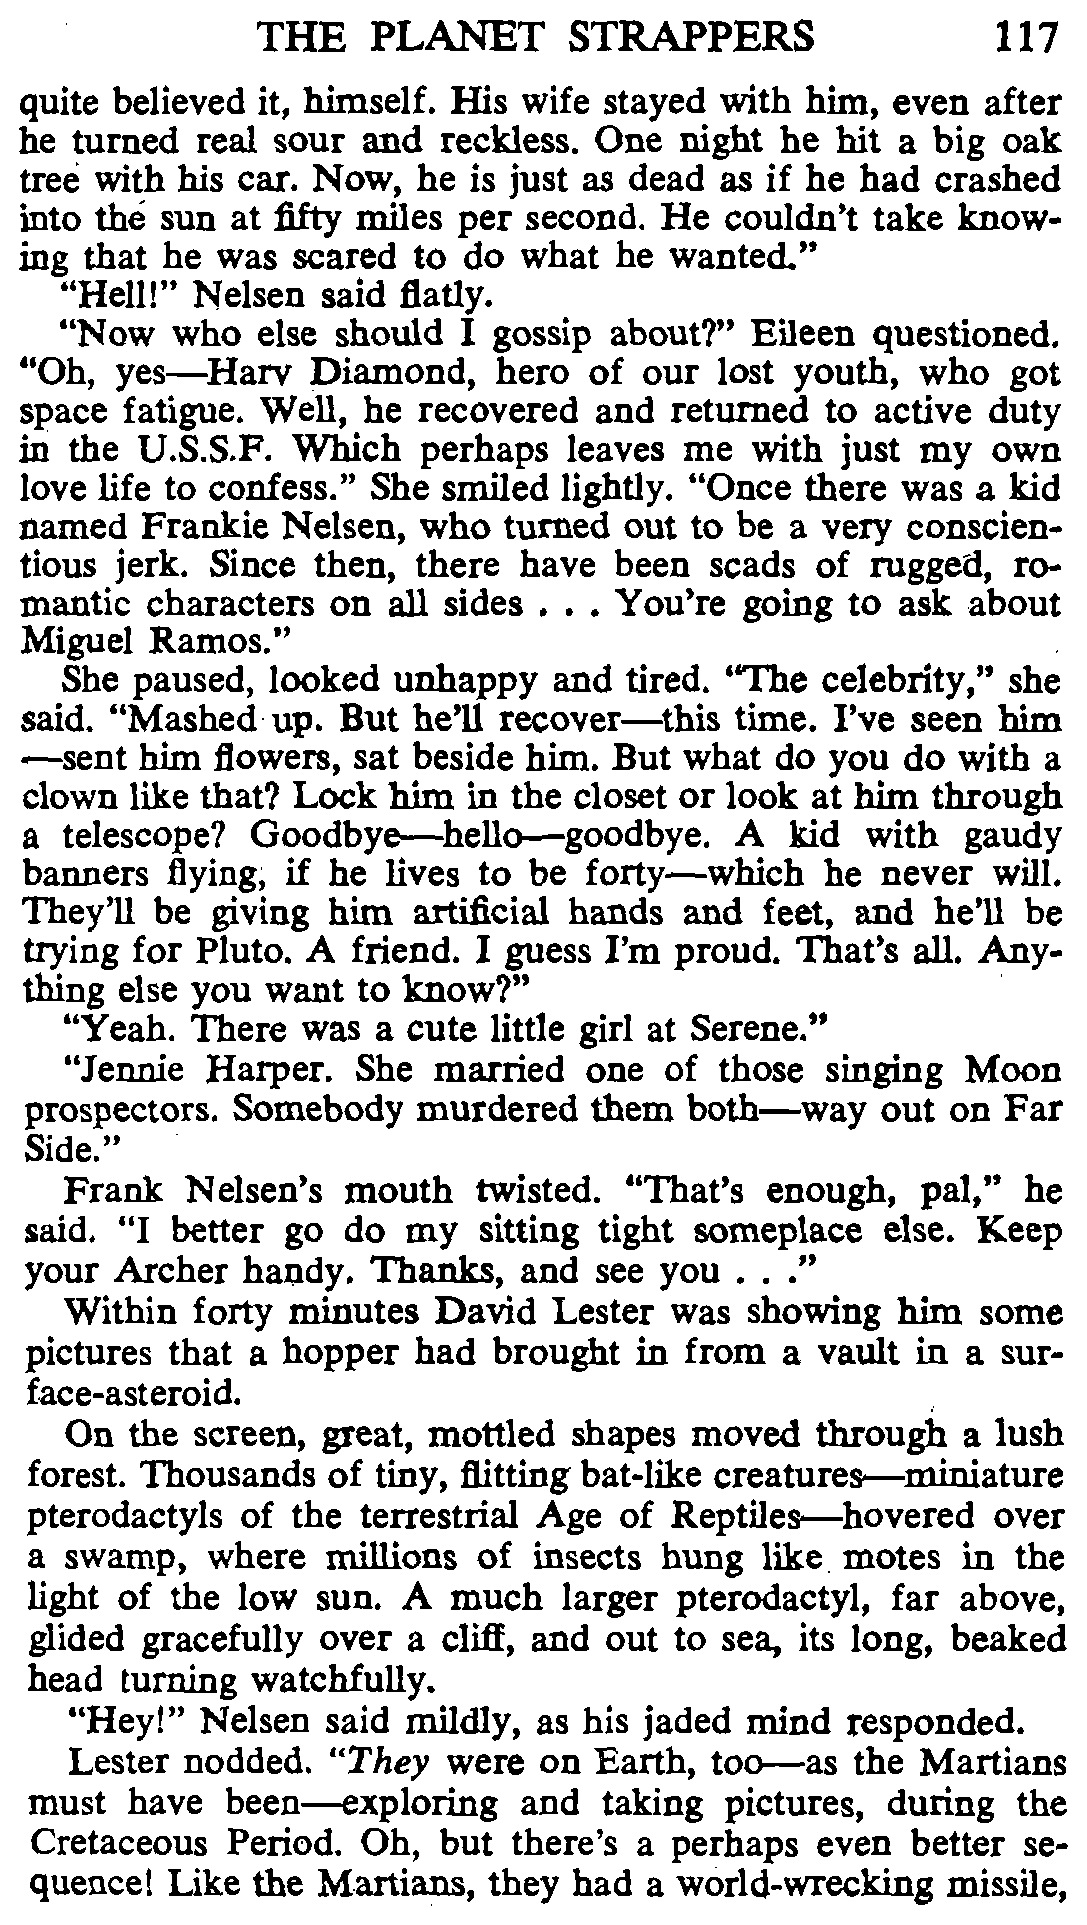 THE PLANET STRAPPERS 117
quite believed it, himself. His wife stayed with him, even after
he turned real sour and reckless. One night he hit a big oak
tree with his car. Now, he is just as dead as if he had crashed
into the sun at fifty miles per second. He couldn't take know-
ing that he was scared to do what he wanted."
"Hell!" Nelsen said flatly.
"Now who else should I gossip about?" Eileen questioned.
"Oh, yes—Harv Diamond, hero of our lost youth, who got
space fatigue. Well, he recovered and returned to active duty
in the U.S.S.F. Which perhaps leaves me with just my own
love life to confess." She smiled lightly. "Once there was a kid
named Frankie Nelsen, who turned out to be a very conscien-
tious jerk. Since then, there have been scads of rugged, ro-
mantic characters on all sides . . . You're going to ask about
Miguel Ramos."
She paused, looked unhappy and tired. "The celebrity," she
said. "Mashed up. But he'll recover—this time. I've seen him
—sent him flowers, sat beside him. But what do you do with a
clown like that? Lock him in the closet or look at him through
a telescope? Goodbye—hello—goodbye. A kid with gaudy
banners flying, if he lives to be forty—which he never will.
They'll be giving him artificial hands and feet, and he'll be
trying for Pluto. A friend. I guess I'm proud. That's all. Any-
thing else you want to know?"
"Yeah. There was a cute little girl at Serene."
"Jennie Harper. She married one of those singing Moon
prospectors. Somebody murdered them both—way out on Far
Side."
Frank Nelsen's mouth twisted. "That's enough, pal," he
said. "I better go do my sitting tight someplace else. Keep
your Archer handy. Thanks, and see you . . ."
Within forty minutes David Lester was showing him some
pictures that a hopper had brought in from a vault in a sur-
face-asteroid.
On the screen, great, mottled shapes moved through a lush
forest. Thousands of tiny, flitting bat-like creatures—miniature
pterodactyls of the terrestrial Age of Reptiles—hovered over
a swamp, where millions of insects hung like motes in the
light of the low sun. A much larger pterodactyl, far above,
glided gracefully over a cliff, and out to sea, its long, beaked
head turning watchfully.
"Hey!" Nelsen said mildly, as his jaded mind responded.
Lester nodded. "They were on Earth, too—as the Martians
must have been—exploring and taking pictures, during the
Cretaceous Period. Oh, but there's a perhaps even better se-
quence! Like the Martians, they had a world-wrecking missile,